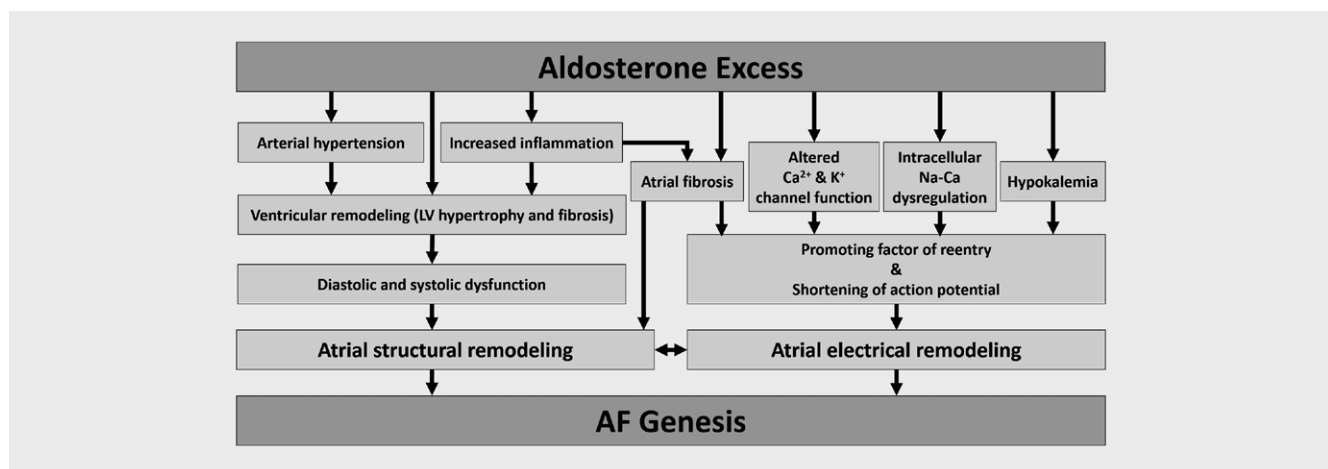 Aldosterone Excess
Arterial hypertension
Increased inflammation
Atrial fibrosis
Altered
Ca²⁺ & K⁺
channel function
Intracellular
Na-Ca
dysregulation
Hypokalemia
Ventricular remodeling (LV hypertrophy and fibrosis)
Promoting factor of reentry
&
Shortening of action potential
Diastolic and systolic dysfunction
Atrial structural remodeling
Atrial electrical remodeling
AF Genesis